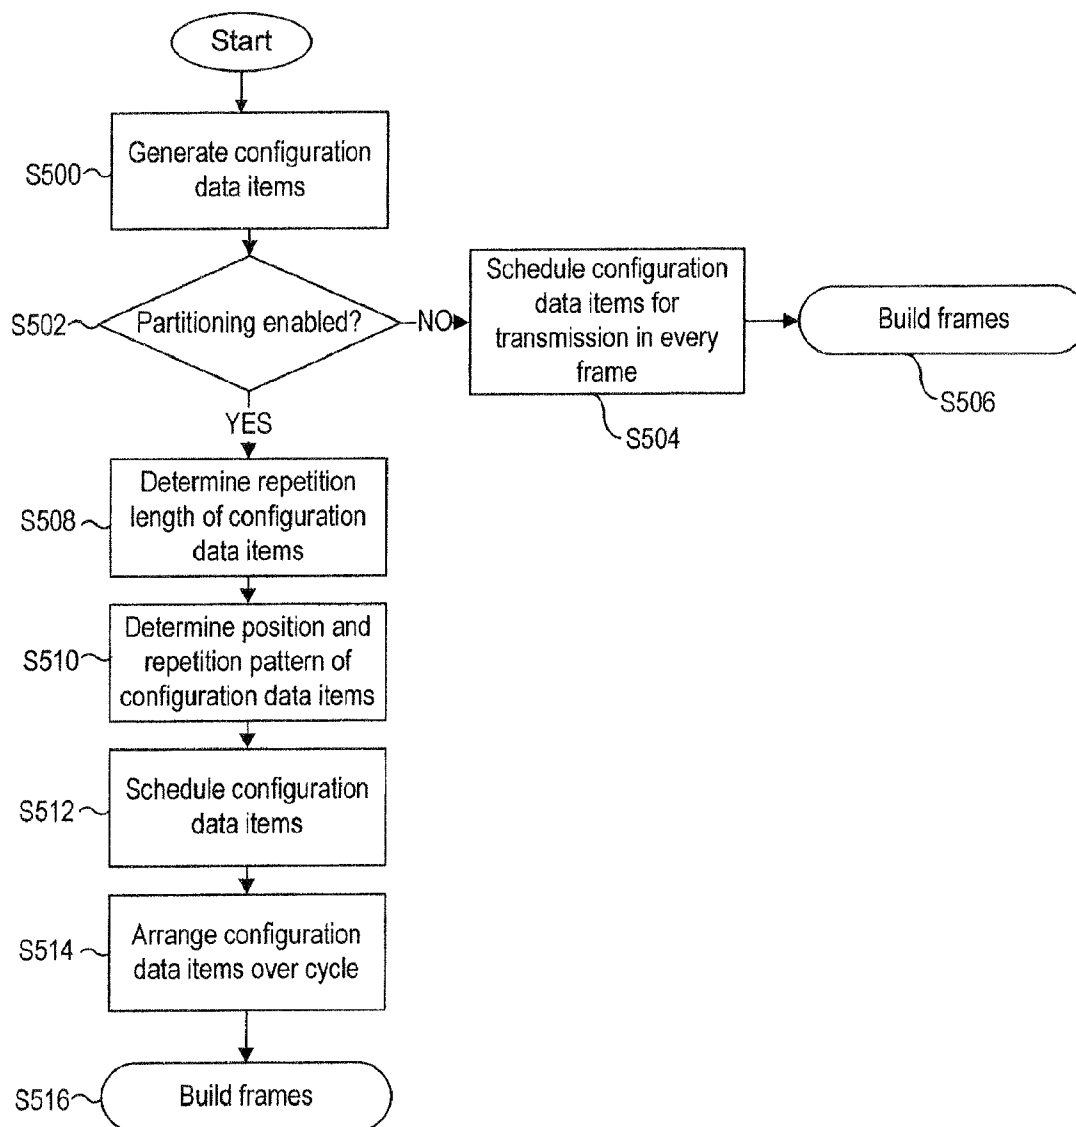 Start
S500
Generate configuration
data items
S502
Partitioning enabled?
NO
Schedule configuration
data items for
transmission in every
frame
S504
Build frames
S506
YES
S508
Determine repetition
length of configuration
data items
S510
Determine position and
repetition pattern of
configuration data items
S512
Schedule configuration
data items
S514
Arrange configuration
data items over cycle
S516
Build frames